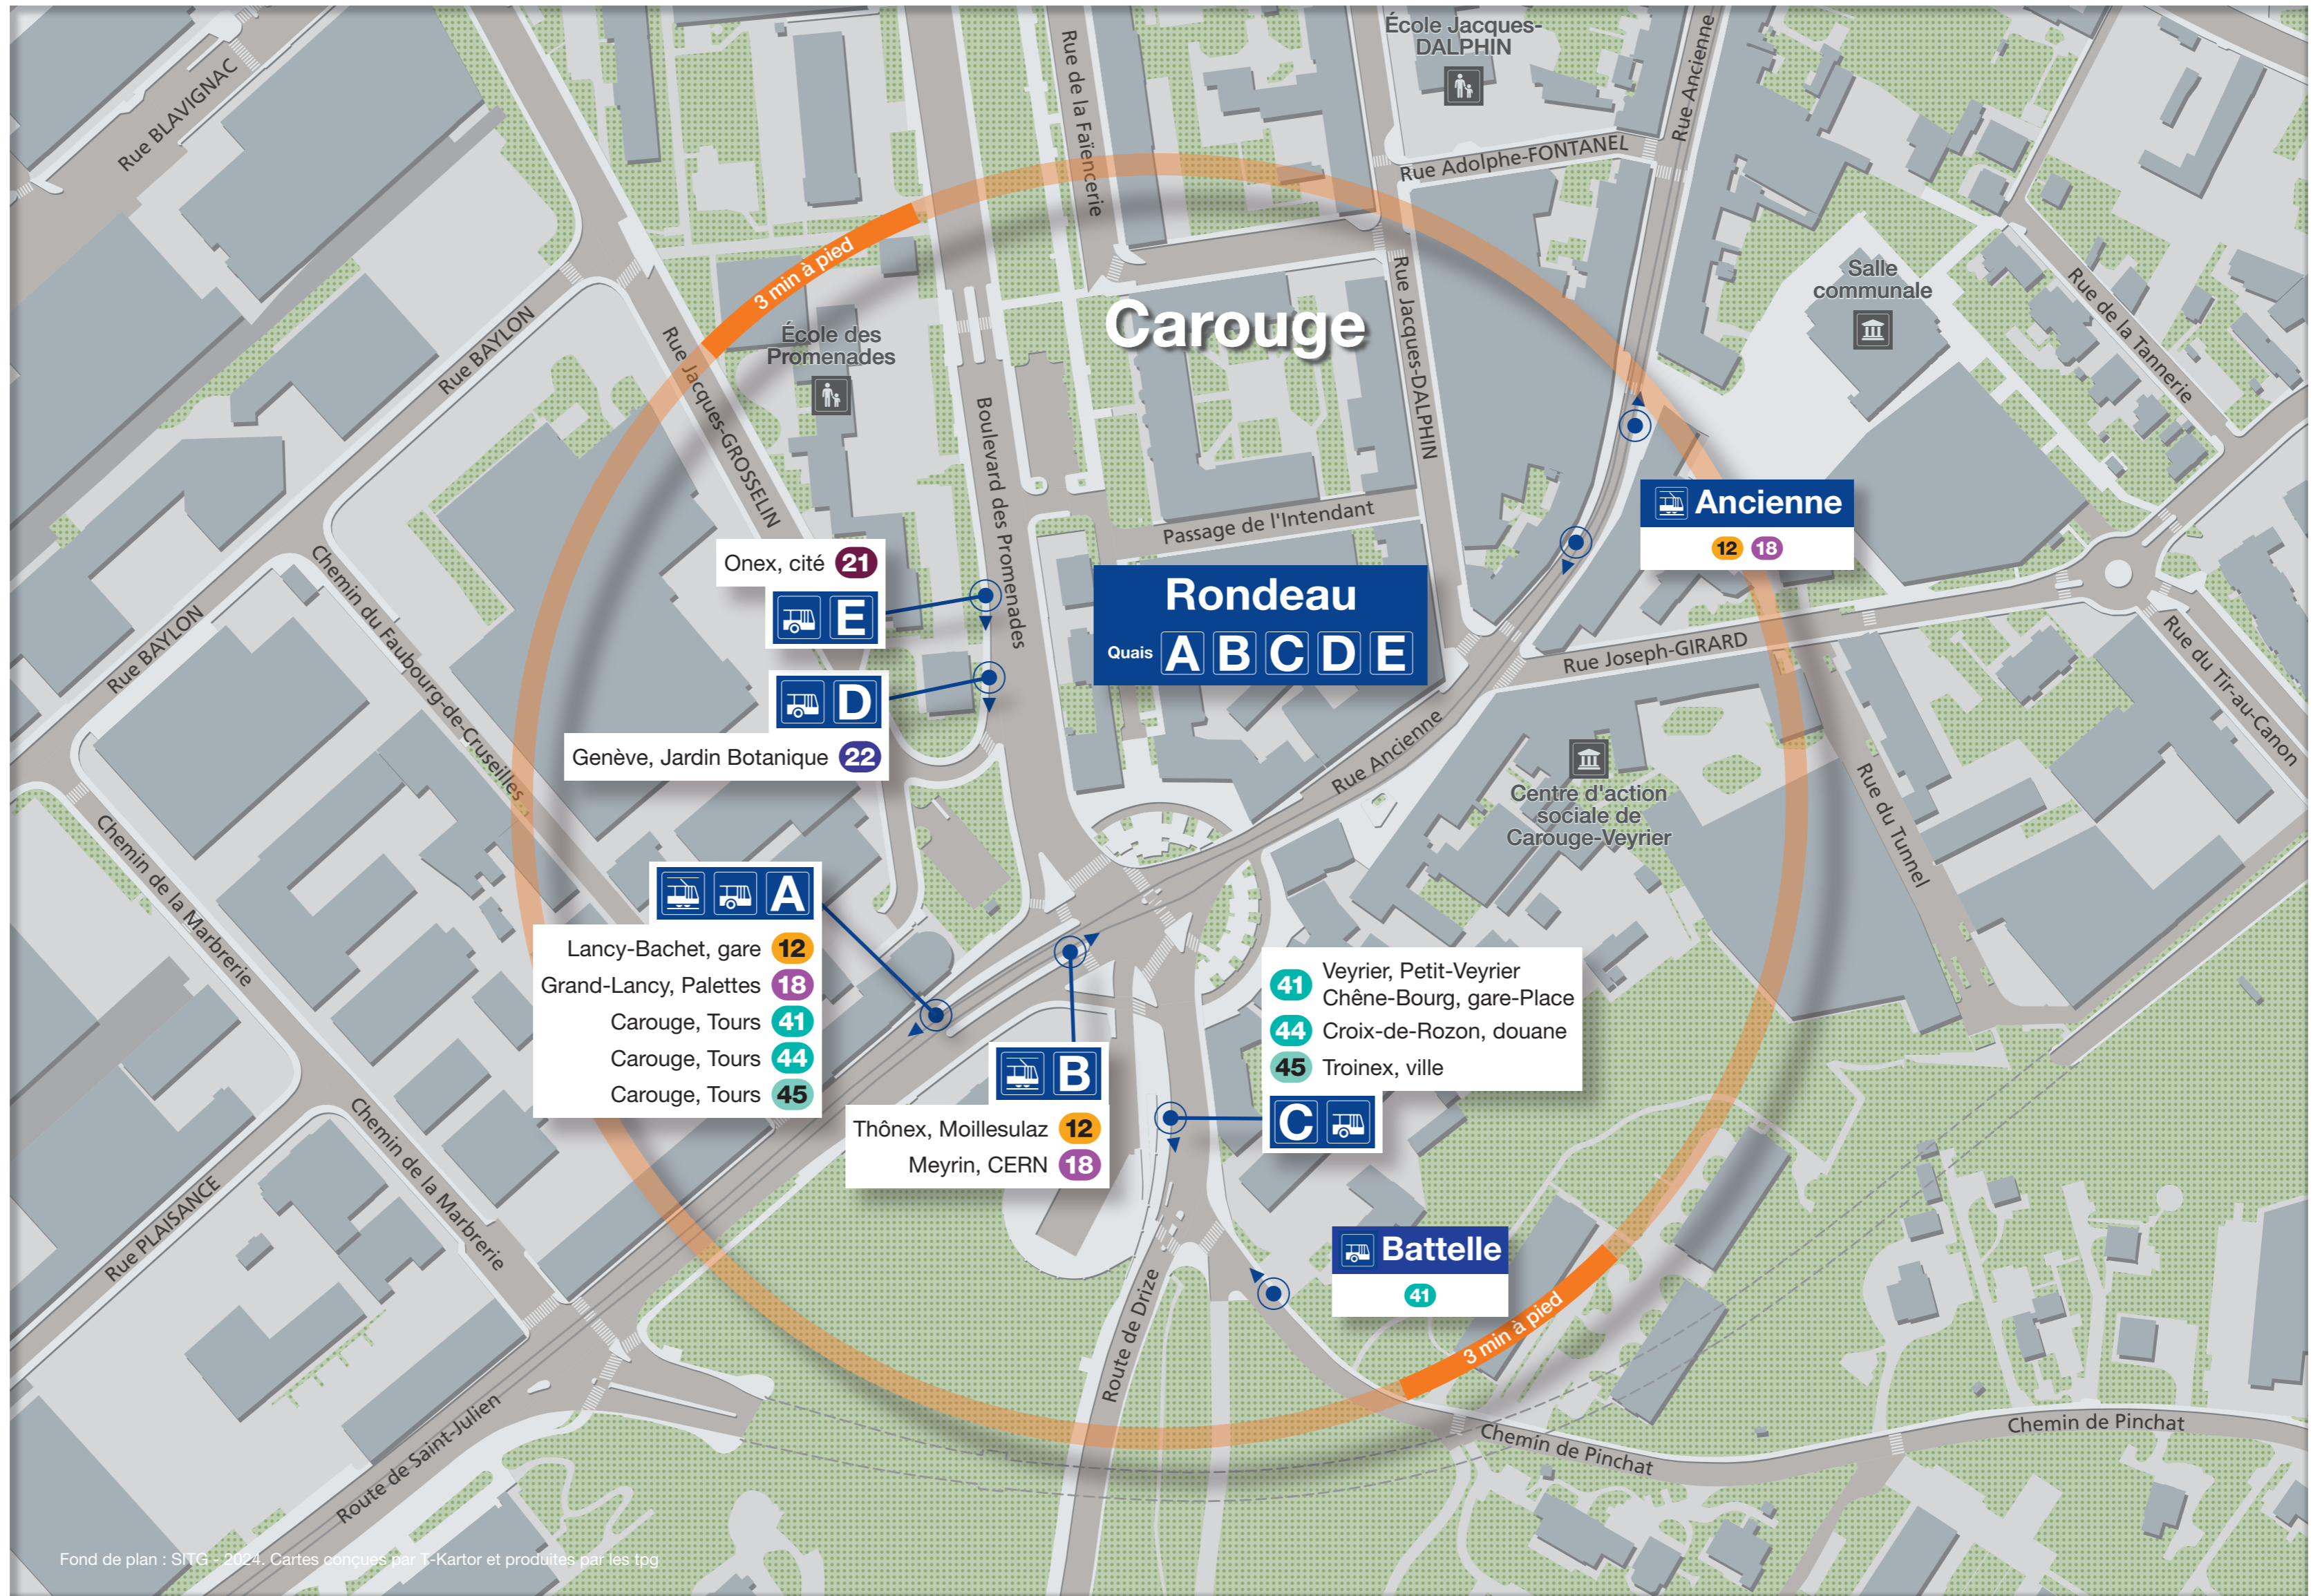 École Jacques-
DALPHIN
Rue Ancienne
Rue de la Faïencerie
Rue BLAVIGNAC
Rue Adolphe-FONTANEL
3 min à pied
Salle
communale
Rue de la Tannerie
École des
Promenades
Carouge
Rue BAYLON
Rue Jacques-GROSSELIN
Rue Jacques-DALPHIN
Boulevard des Promenades
Ancienne
12 18
Passage de l'Intendant
Onex, cité 21
E
Rondeau
Quais A B C D E
Rue Joseph-GIRARD
Rue du Tir-au-Canon
Rue BAYLON
Chemin du Faubourg-de-Cruseilles
D
Genève, Jardin Botanique 22
Rue Ancienne
Centre d'action
sociale de
Carouge-Veyrier
Rue du Tunnel
Chemin de la Marbrerie
A
Lancy-Bachet, gare 12
Grand-Lancy, Palettes 18
Carouge, Tours 41
Carouge, Tours 44
Carouge, Tours 45
41 Veyrier, Petit-Veyrier
Chêne-Bourg, gare-Place
44 Croix-de-Rozon, douane
45 Troinex, ville
C
B
Thônex, Moillesulaz 12
Meyrin, CERN 18
Chemin de la Marbrerie
Rue PLAISANCE
Battelle
41
3 min à pied
Route de Drize
Chemin de Pinchat
Chemin de Pinchat
Route de Saint-Julien
Fond de plan : SITG - 2024. Cartes conçues par T-Kartor et produites par les tpg